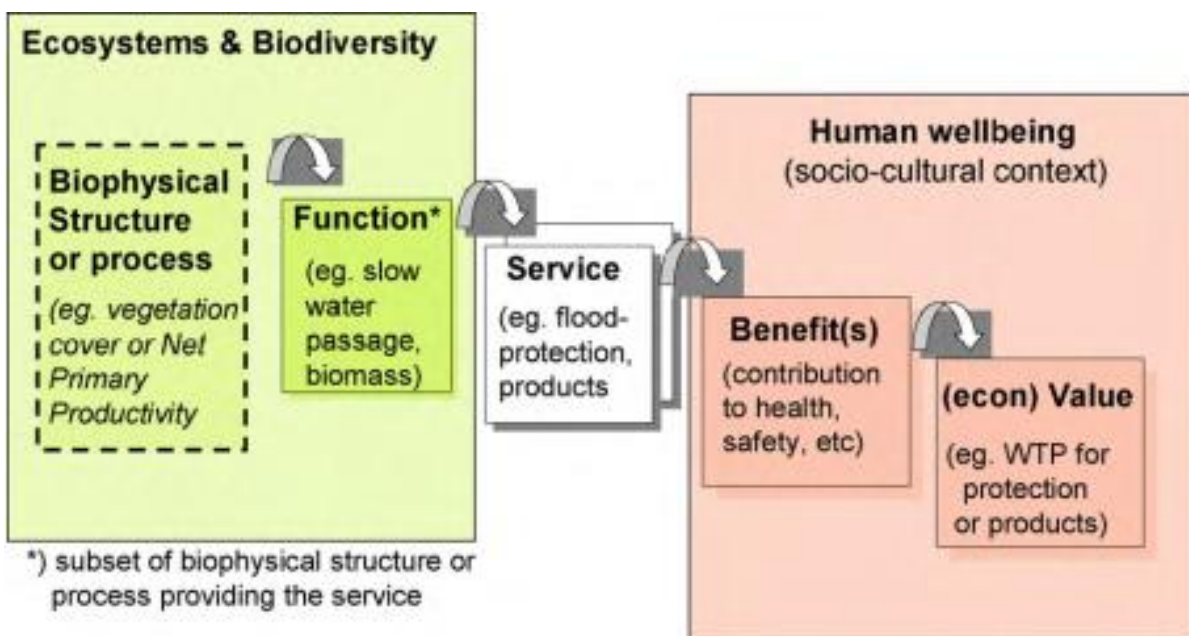 Ecosystems & Biodiversity
Biophysical
Structure
or process
(eg. vegetation
cover or Net
Primary
Productivity
Function*
(eg. slow
water
passage,
biomass)
Service
(eg. flood-
protection,
products
Human wellbeing
(socio-cultural context)
Benefit(s)
(contribution
to health,
safety, etc)
(econ) Value
(eg. WTP for
protection
or products)
*) subset of biophysical structure or
process providing the service